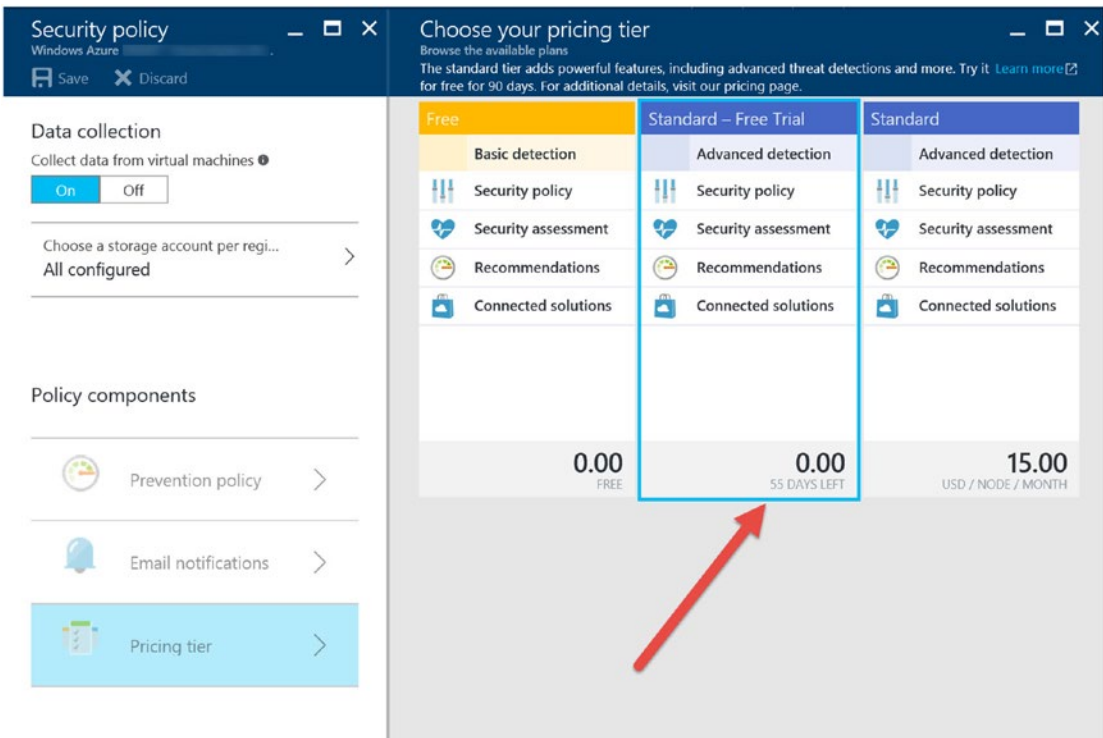 Security policy
Windows Azure
Save Discard
Data collection
Collect data from virtual machines
On Off
Choose a storage account per regi...
All configured
Policy components
Prevention policy
Email notifications
Pricing tier
Choose your pricing tier
Browse the available plans
The standard tier adds powerful features, including advanced threat detections and more. Try it Learn more
for free for 90 days. For additional details, visit our pricing page.
Free
Basic detection
Security policy
Security assessment
Recommendations
Connected solutions
0.00
FREE
Standard – Free Trial
Advanced detection
Security policy
Security assessment
Recommendations
Connected solutions
0.00
55 DAYS LEFT
Standard
Advanced detection
Security policy
Security assessment
Recommendations
Connected solutions
15.00
USD / NODE / MONTH